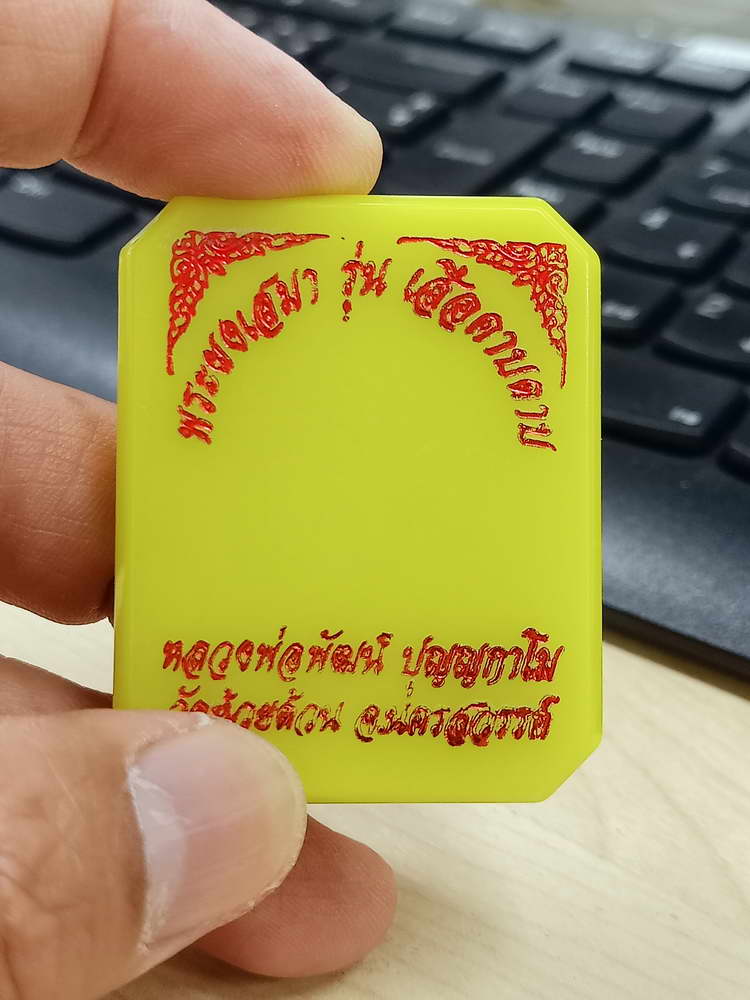 พระผงเสมา รุ่น เสือคาบดาบ
หลวงพ่อพัฒน์ ปุญญกาโม
วัดห้วยด้วน จ.นครสวรรค์